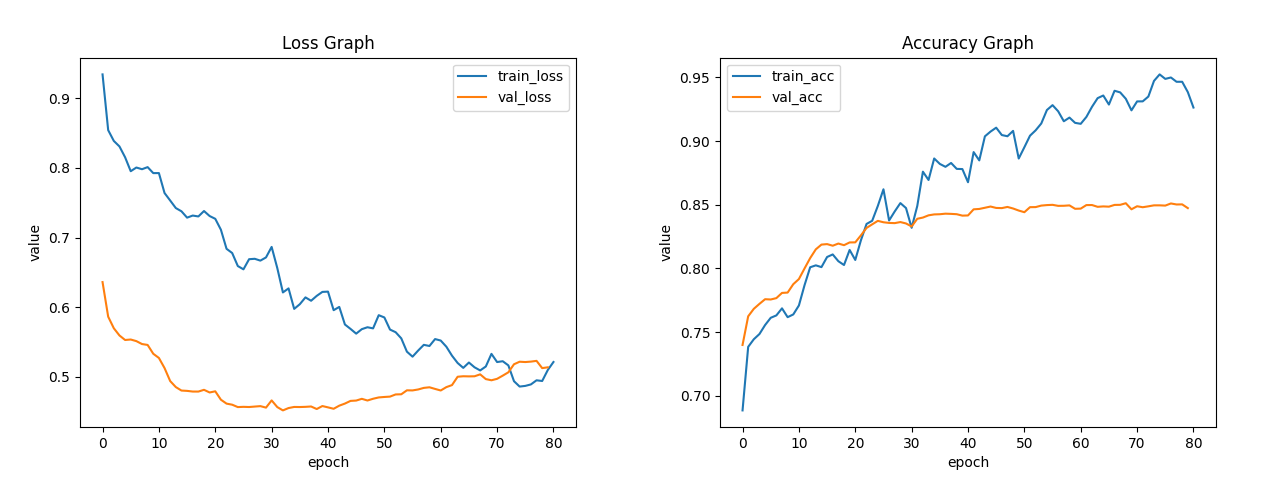 Loss Graph
value
0.9
0.8
0.7
0.6
0.5
train_loss
val_loss
0 10 20 30 40 50 60 70 80
epoch
Accuracy Graph
value
0.95
0.90
0.85
0.80
0.75
0.70
train_acc
val_acc
0 10 20 30 40 50 60 70 80
epoch